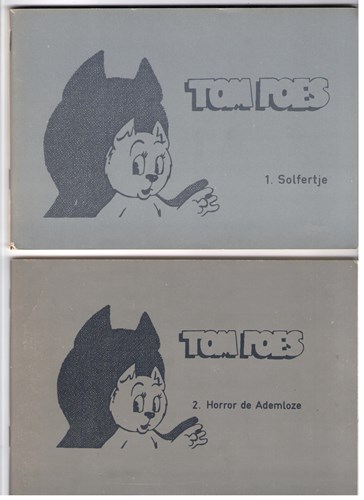 TOM POES
1. Solfertje
TOM POES
2. Horror de Ademloze